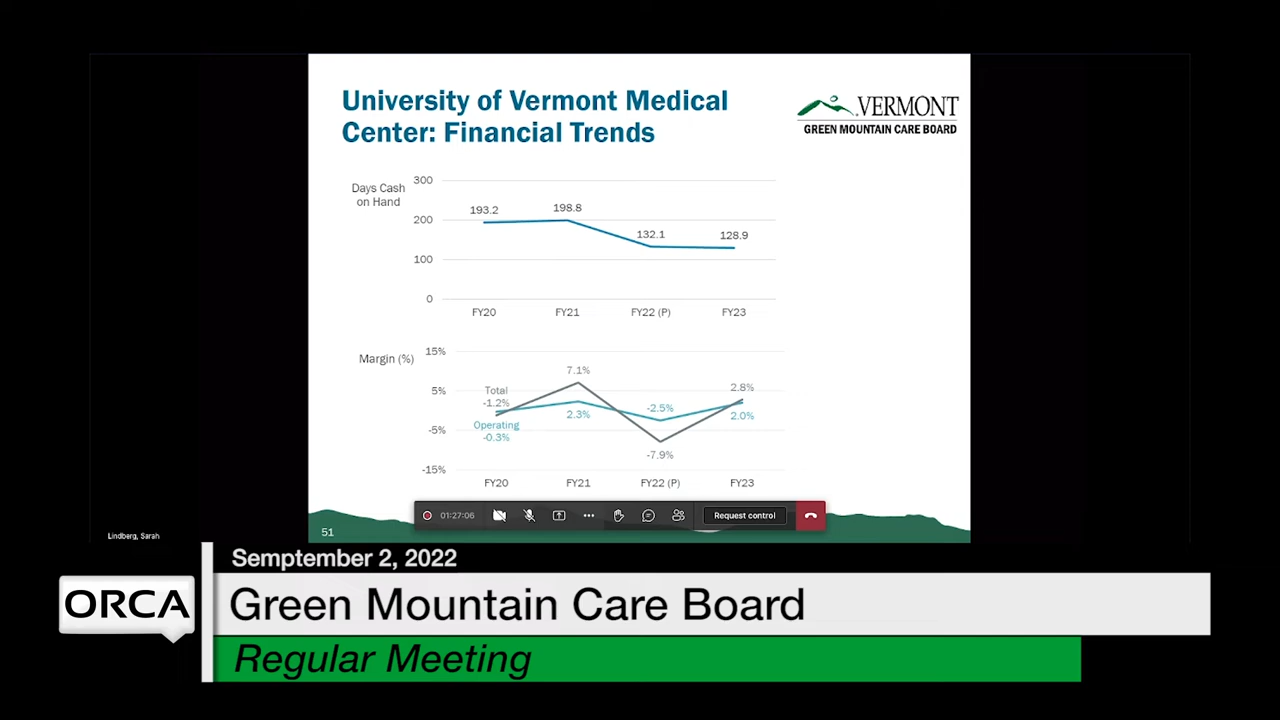 University of Vermont Medical
Center: Financial Trends
VERMONT
GREEN MOUNTAIN CARE BOARD
Days Cash
on Hand
300
200
100
0
193.2
198.8
132.1
128.9
FY20
FY21
FY22 (P)
FY23
Margin (%)
15%
5%
-5%
-15%
Total
-1.2%
Operating
-0.3%
7.1%
2.3%
-2.5%
-7.9%
2.8%
2.0%
FY20
FY21
FY22 (P)
FY23
01:27:06
Request control
51
Lindberg, Sarah
Semptember 2, 2022
ORCA
Green Mountain Care Board
Regular Meeting